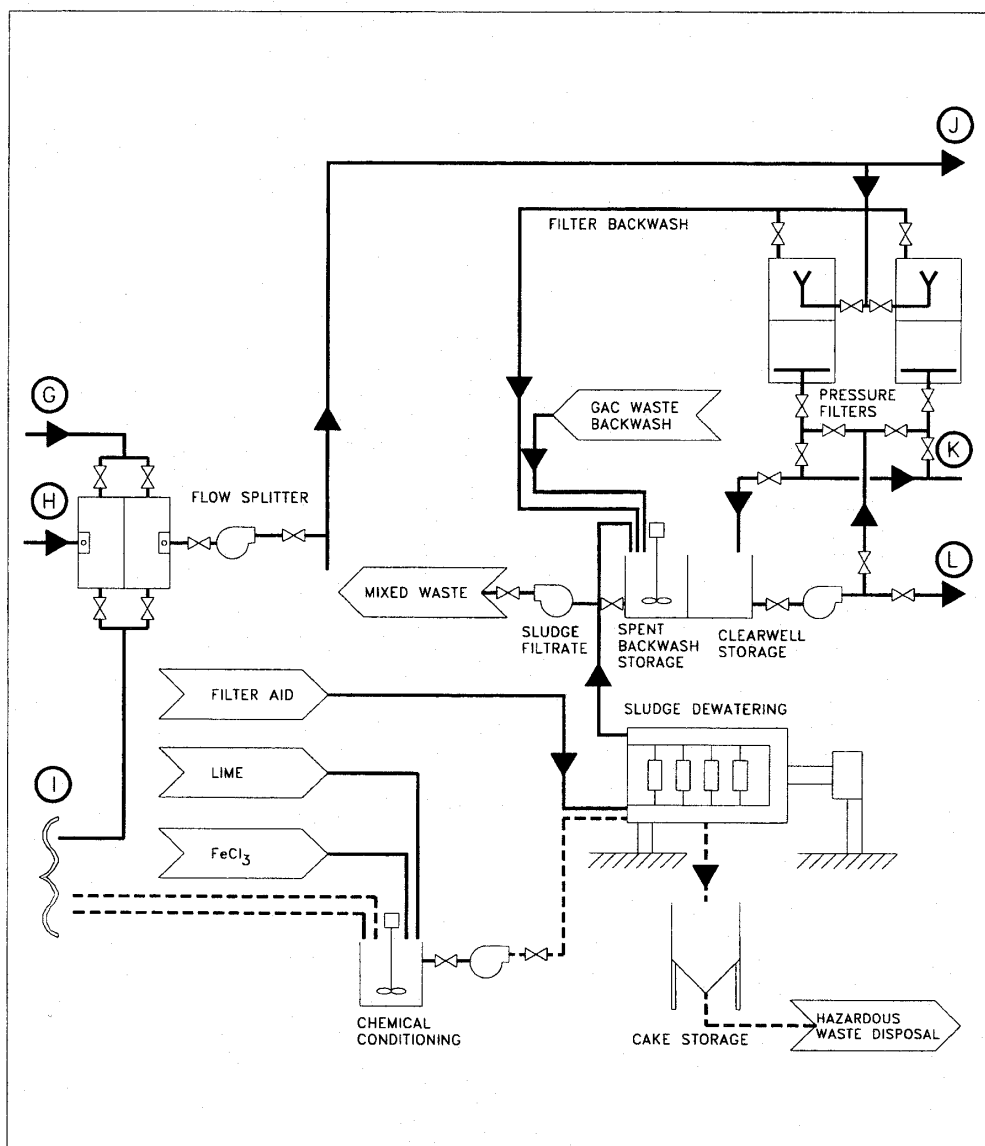 J
FILTER BACKWASH
G
GAC WASTE
BACKWASH
PRESSURE
FILTERS
K
H
FLOW SPLITTER
L
MIXED WASTE
SLUDGE
FILTRATE
SPENT
BACKWASH
STORAGE
CLEARWELL
STORAGE
FILTER AID
SLUDGE DEWATERING
I
LIME
FeCl3
CHEMICAL
CONDITIONING
CAKE STORAGE
HAZARDOUS
WASTE DISPOSAL